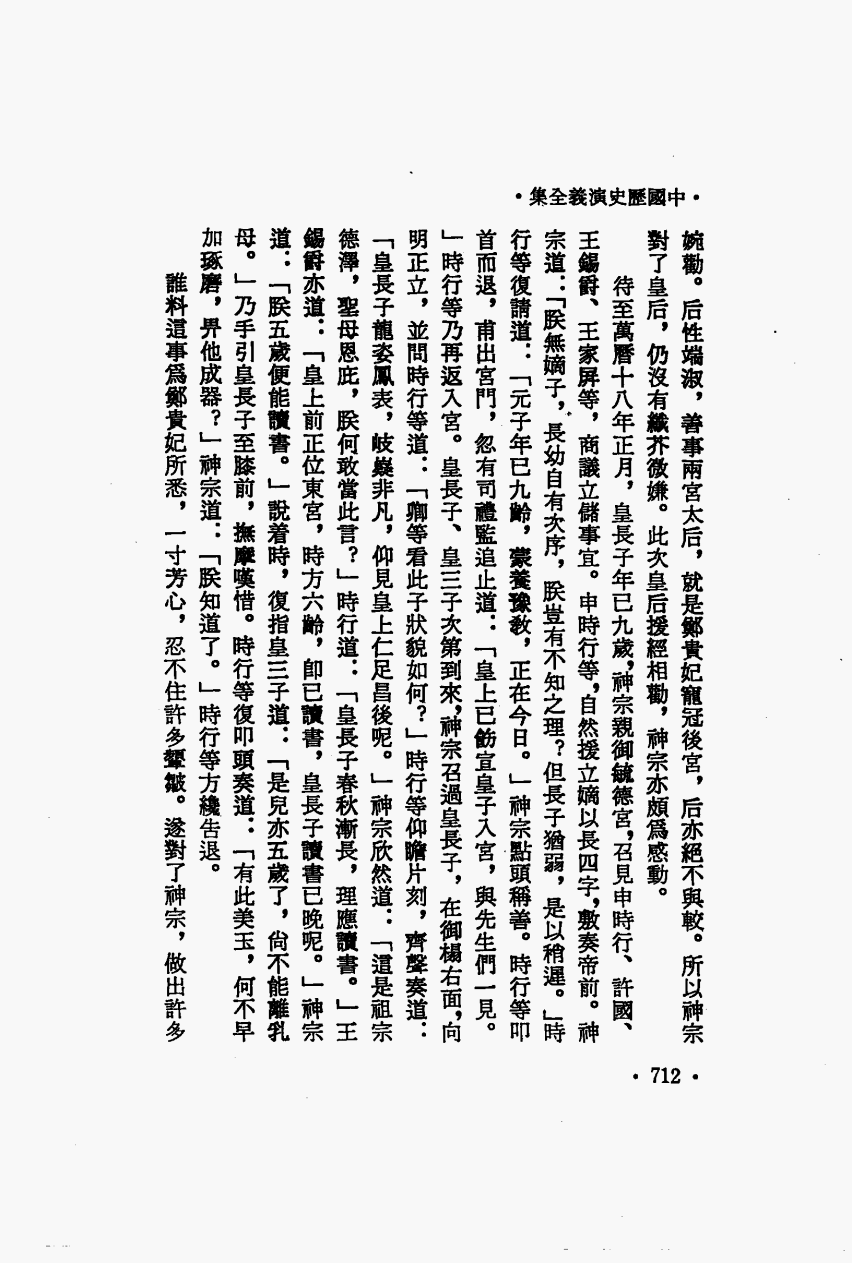 •中國歷史演義全集•
婉勸。后性端淑，善事兩宮太后，就是鄭貴妃寵冠後宮，后亦絕不與較。所以神宗
對了皇后，仍沒有纖芥微嫌。此次皇后援經相勸，神宗亦頗爲感動。
待至萬曆十八年正月，皇長子年已九歲，神宗親御毓德宮，召見申時行、許國、
王錫爵、王家屏等，商議立儲事宜。申時行等，自然援立嫡以長四字，敷奏帝前。神
宗道：「朕無嫡子，長幼自有次序，朕豈有不知之理？但長子猶弱，是以稍遲。」時
行等復請道：「元子年已九齡，蒙養豫教，正在今日。」神宗點頭稱善。時行等叩
首而退，甫出宮門，忽有司禮監追止道：「皇上已飭宣皇子入宮，與先生們一見。
」時行等乃再返入宮。皇長子、皇三子次第到來，神宗召過皇長子，在御榻右面，向
明正立，並問時行等道：「卿等看此子狀貌如何？」時行等仰瞻片刻，齊聲奏道：
「皇長子龍姿鳳表，岐嶷非凡，仰見皇上仁足昌後呢。」神宗欣然道：「這是祖宗
德澤，聖母恩庇，朕何敢當此言？」時行道：「皇長子春秋漸長，理應讀書。」王
錫爵亦道：「皇上前正位東宮，時方六齡，卽已讀書，皇長子讀書已晚呢。」神宗
道：「朕五歲便能讀書。」說着時，復指皇三子道：「是兒亦五歲了，尙不能離乳
母。」乃手引皇長子至膝前，撫摩嘆惜。時行等復叩頭奏道：「有此美玉，何不早
加琢磨，畀他成器？」神宗道：「朕知道了。」時行等方纔告退。
誰料這事爲鄭貴妃所悉，一寸芳心，忍不住許多顰皺。遂對了神宗，做出許多
•712•